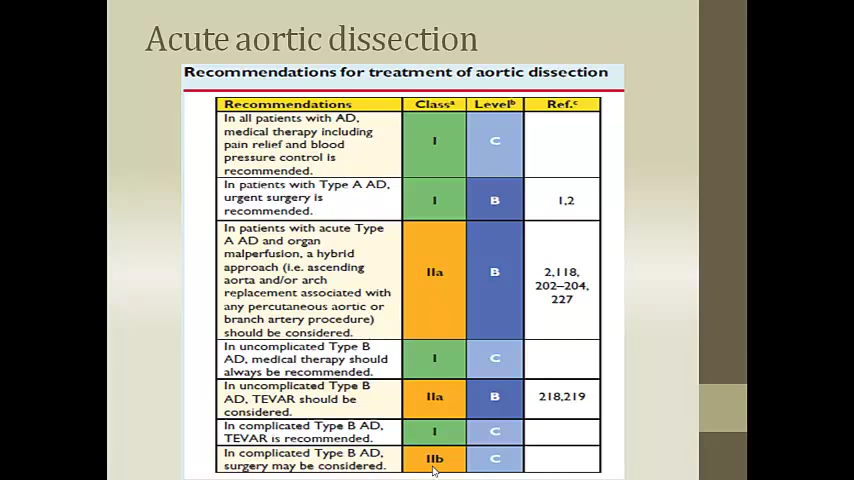 Acute aortic dissection
Recommendations for treatment of aortic dissection
Recommendations Classᵃ Levelᵇ Ref.ᶜ
In all patients with AD,
medical therapy including
pain relief and blood
pressure control is
recommended.
I C
In patients with Type A AD,
urgent surgery is
recommended.
I B 1,2
In patients with acute Type
A AD and organ
malperfusion, a hybrid
approach (i.e. ascending
aorta and/or arch
replacement associated with
any percutaneous aortic or
branch artery procedure)
should be considered.
IIa B 2,118,
202–204,
227
In uncomplicated Type B
AD, medical therapy should
always be recommended.
I C
In uncomplicated Type B
AD, TEVAR should be
considered.
IIa B 218,219
In complicated Type B AD,
TEVAR is recommended.
I C
In complicated Type B AD,
surgery may be considered.
IIb C